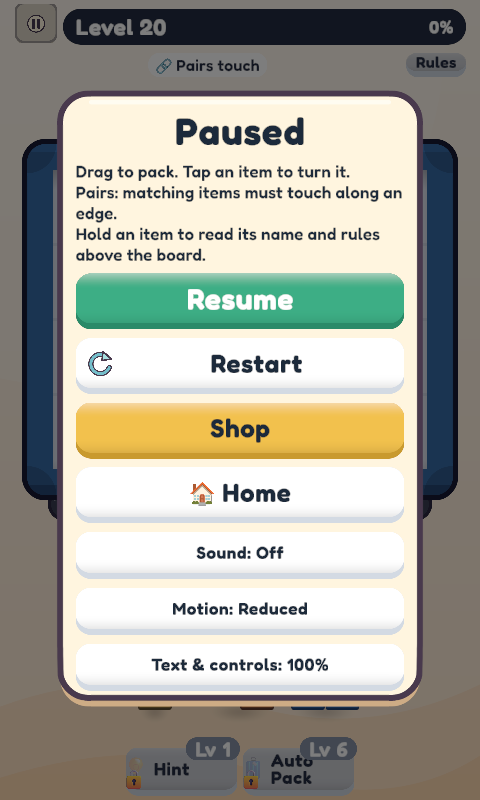 Level 20
0%
🔗 Pairs touch
Rules
Paused
Drag to pack. Tap an item to turn it.
Pairs: matching items must touch along an
edge.
Hold an item to read its name and rules
above the board.
Resume
Restart
Shop
Home
Sound: Off
Motion: Reduced
Text & controls: 100%
Lv 1
Hint
Lv 6
Auto
Pack